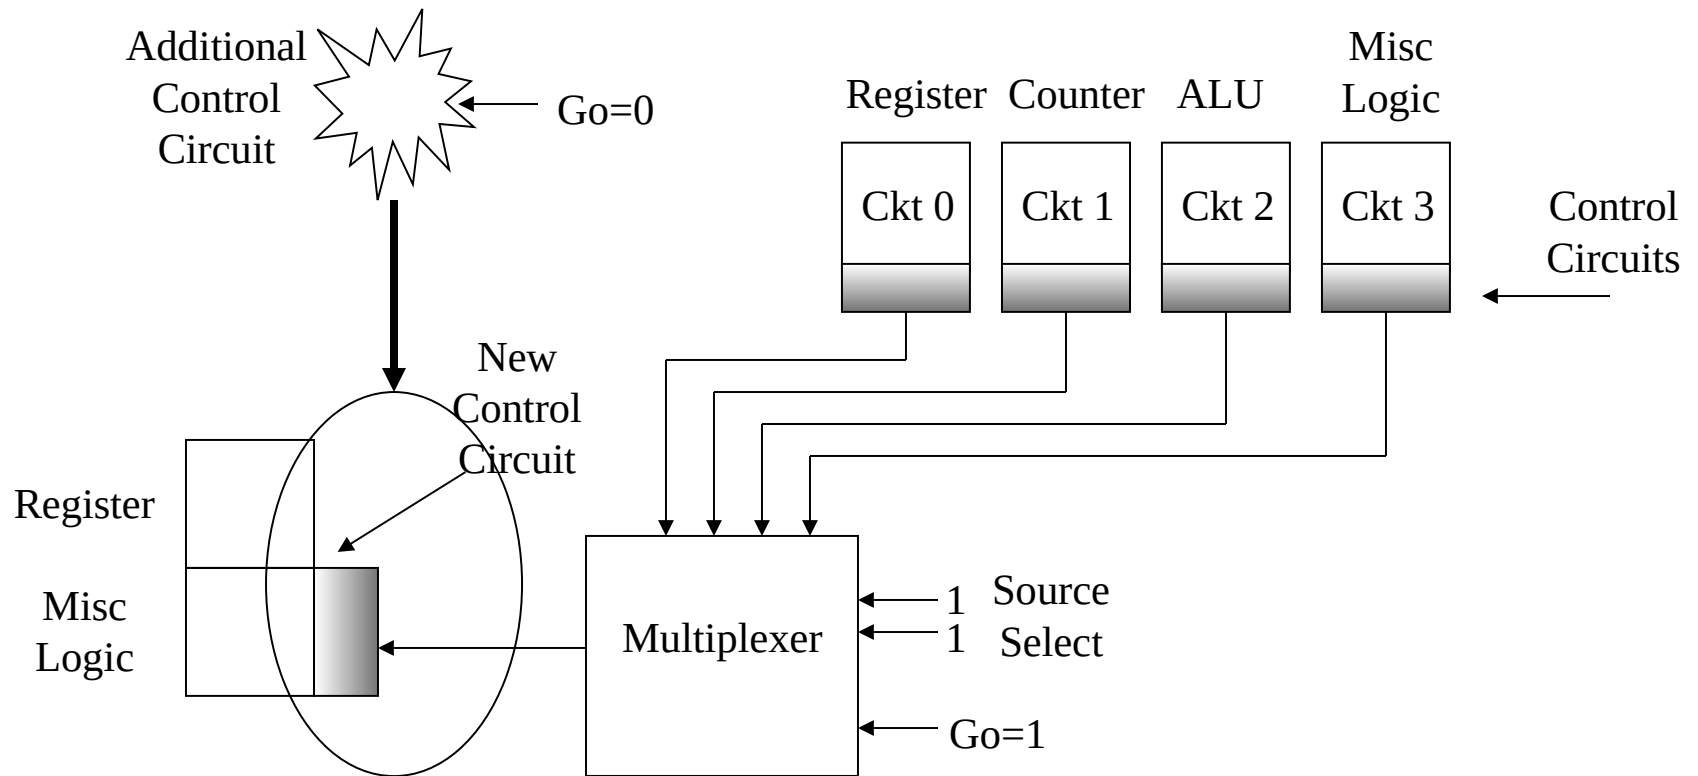 Additional
Control
Circuit
Go=0
Register
Counter
ALU
Misc
Logic
Ckt 0
Ckt 1
Ckt 2
Ckt 3
Control
Circuits
New
Control
Circuit
Register
Misc
Logic
Multiplexer
1
1
Source
Select
Go=1